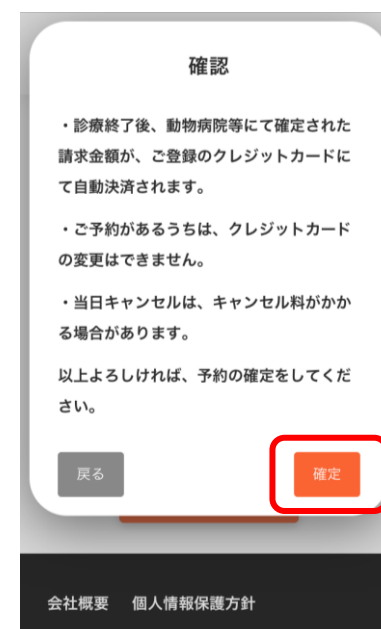 確認
・診療終了後、動物病院等にて確定された
請求金額が、ご登録のクレジットカードに
て自動決済されます。
・ご予約があるうちは、クレジットカード
の変更はできません。
・当日キャンセルは、キャンセル料がかか
る場合があります。
以上よろしければ、予約の確定をしてくだ
さい。
戻る
確定
会社概要 個人情報保護方針